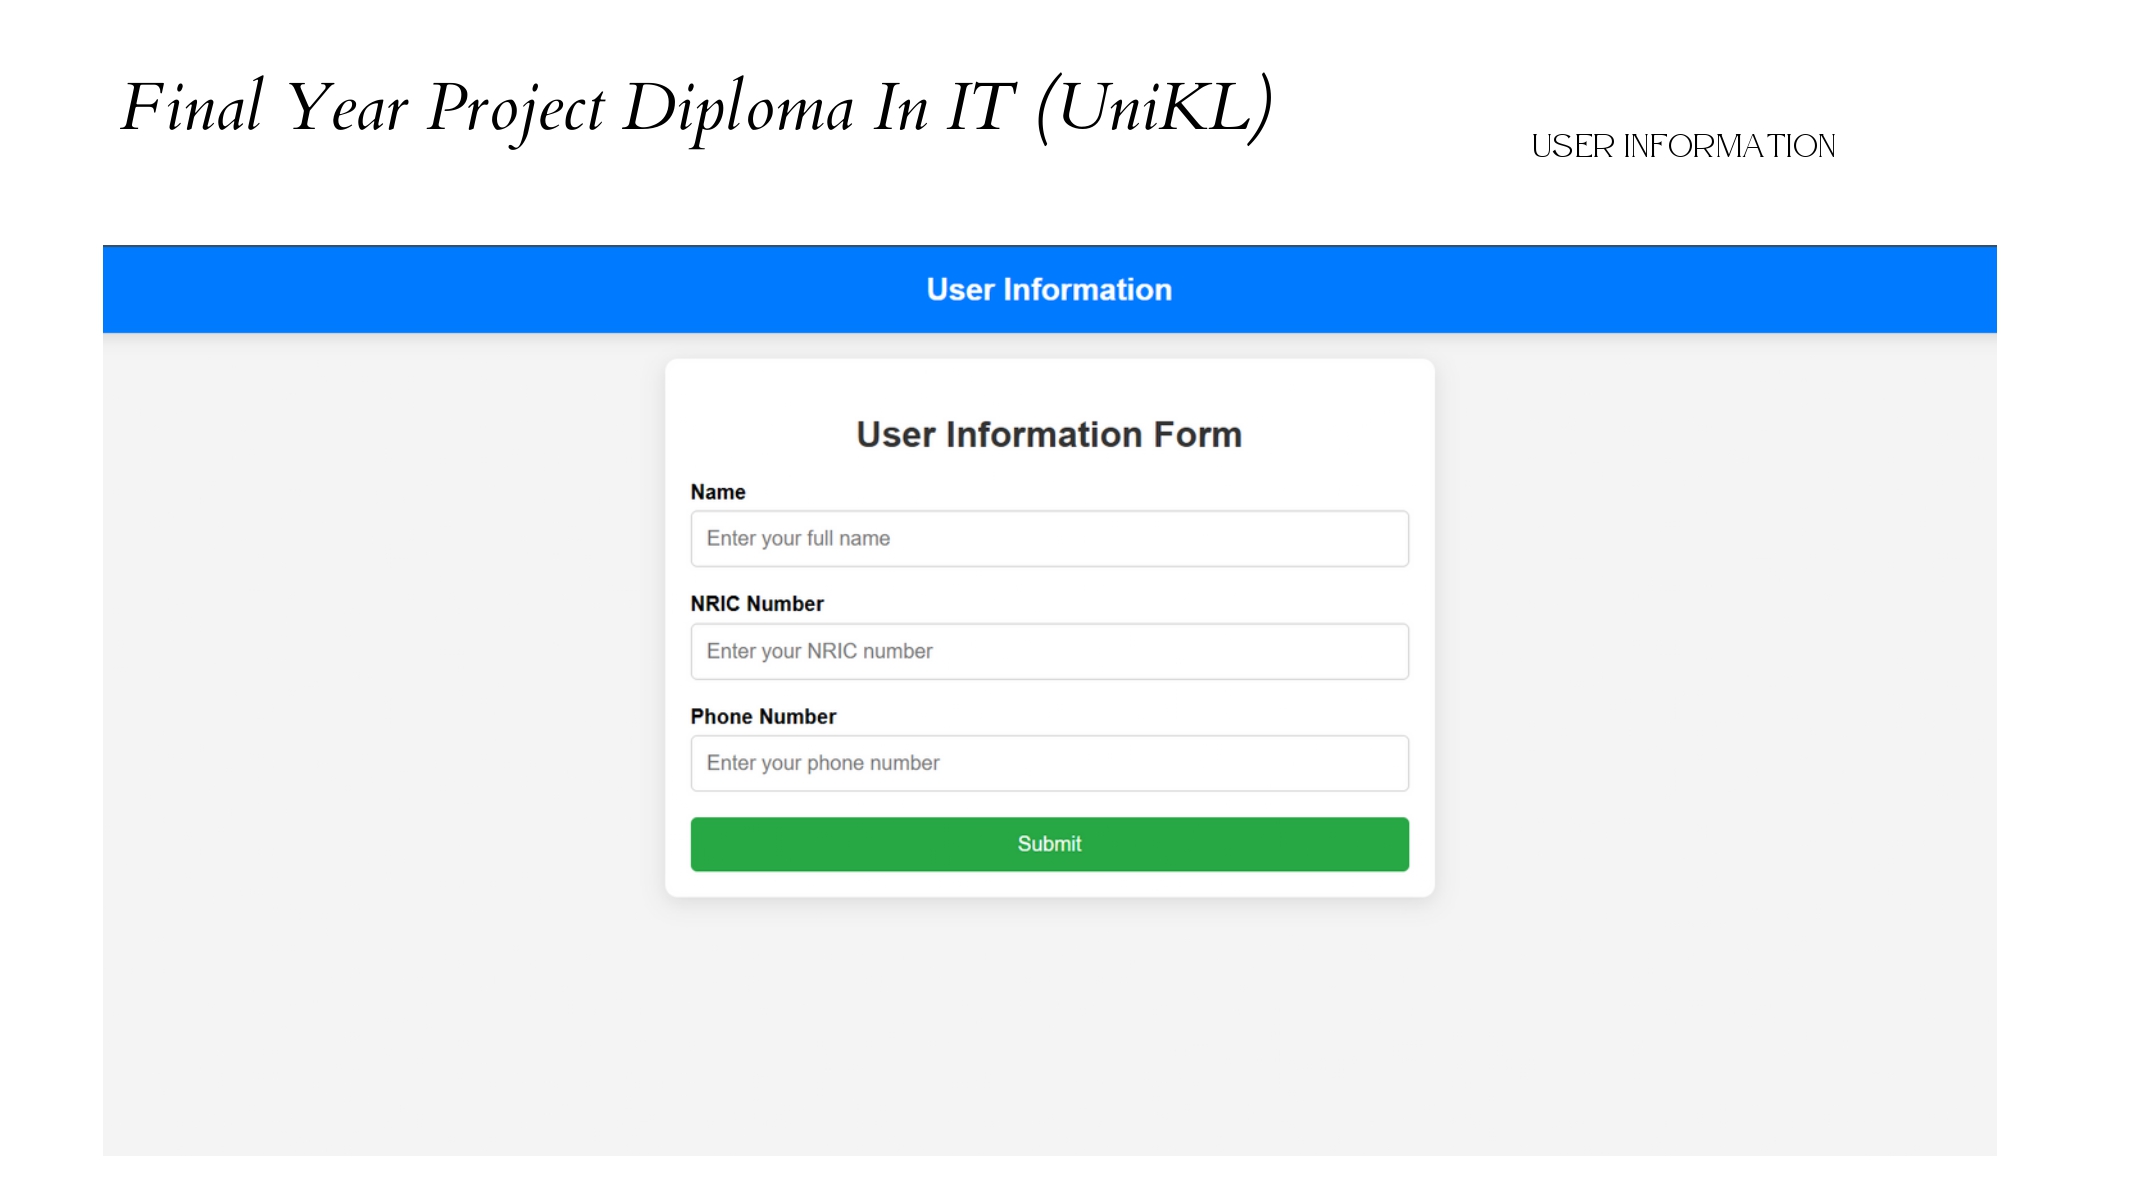 Final Year Project Diploma In IT (UniKL)
USER INFORMATION
User Information
User Information Form
Name
Enter your full name
NRIC Number
Enter your NRIC number
Phone Number
Enter your phone number
Submit